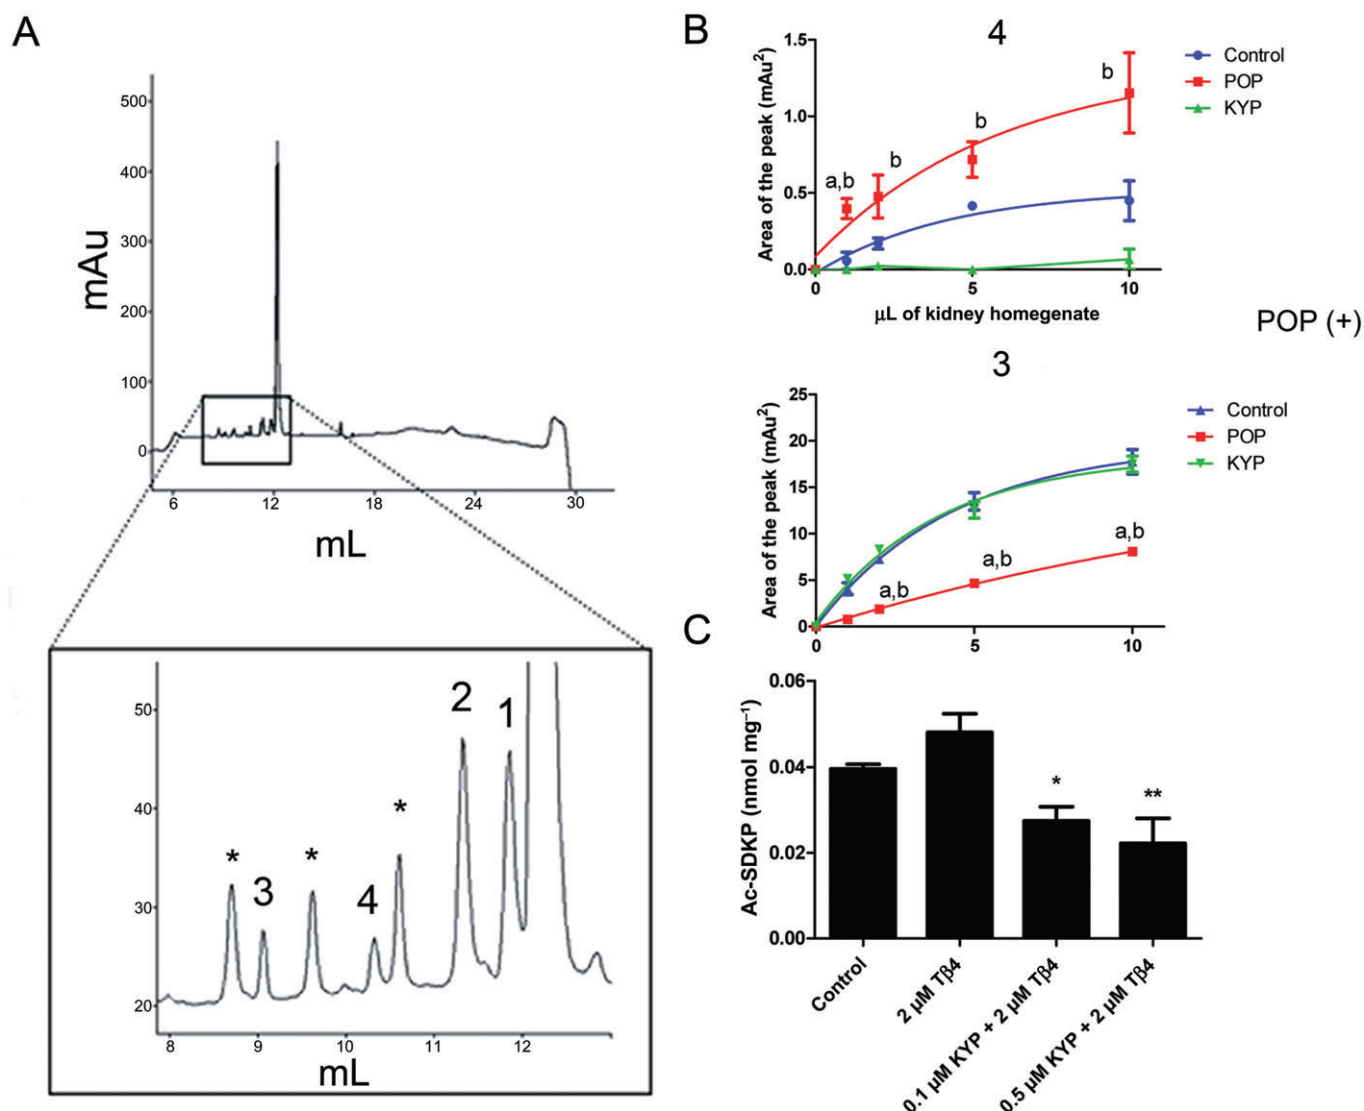 A
mAu
500
400
300
200
100
0
6
12
18
24
30
mL
50
40
30
20
*
3
*
4
*
2
1
8
9
10
11
12
mL
B
4
Area of the peak (mAu²)
1.5
1.0
0.5
0.0
a,b
b
b
b
0
5
10
µL of kidney homegenate
Control
POP
KYP
POP (+)
3
Area of the peak (mAu²)
25
20
15
10
5
0
a,b
a,b
a,b
0
5
10
Control
POP
KYP
C
Ac-SDKP (nmol mg⁻¹)
0.06
0.04
0.02
0.00
*
**
Control
2 µM Tβ4
0.1 µM KYP + 2 µM Tβ4
0.5 µM KYP + 2 µM Tβ4